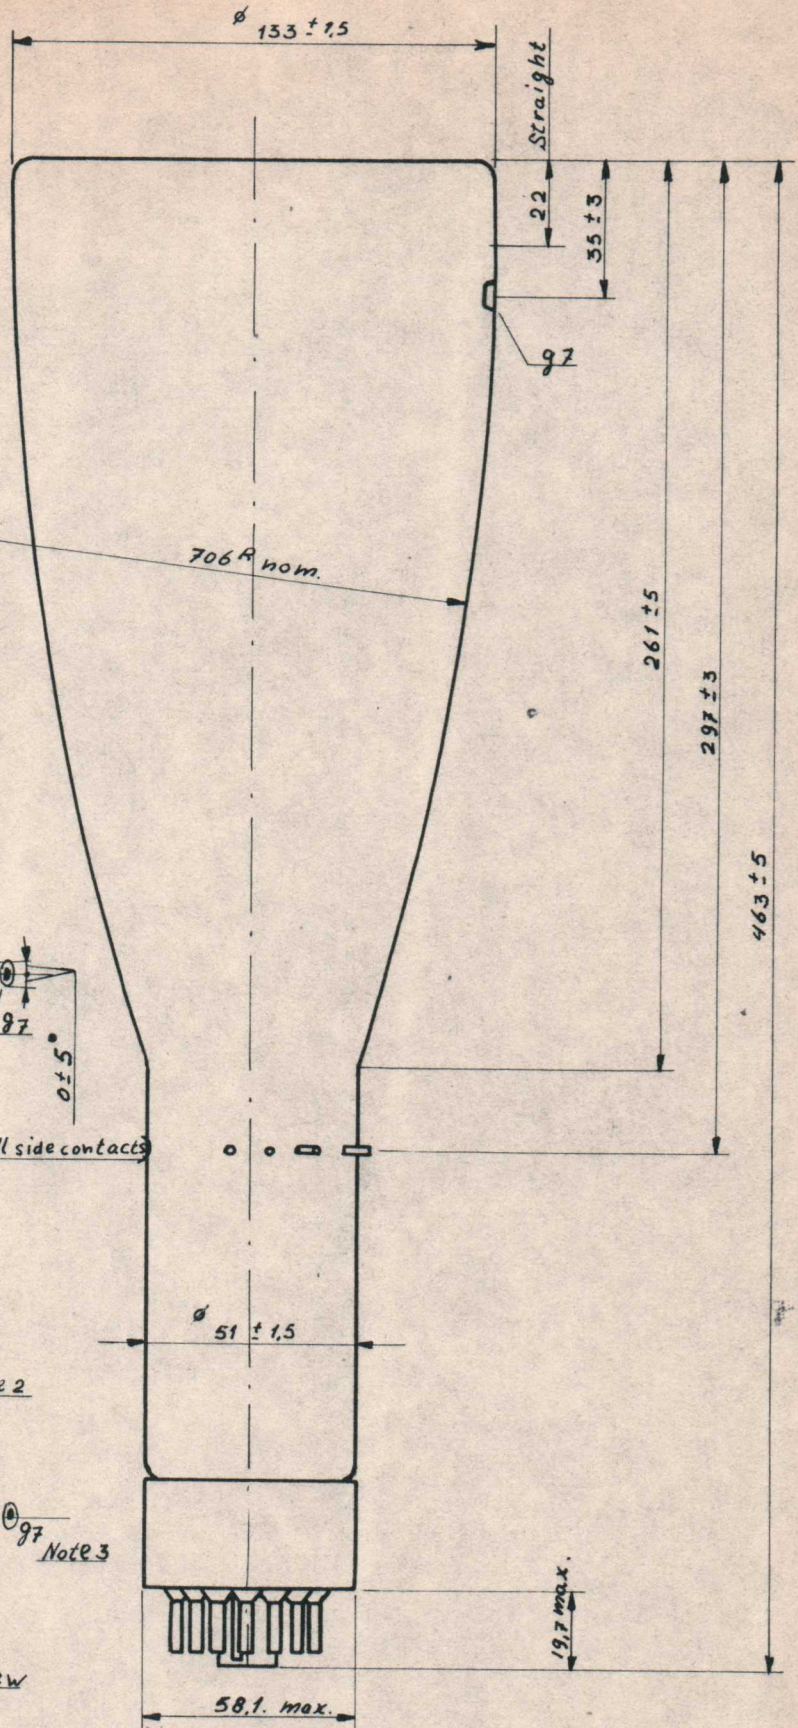 ø 133 ± 1,5
Straight
22
35 ± 3
g7
706 R nom.
261 ± 5
297 ± 3
463 ± 5
g7
0 ± 5°
side contacts)
ø 51 ± 1,5
2
g7
Note 3
19,7 max.
58,1. max.